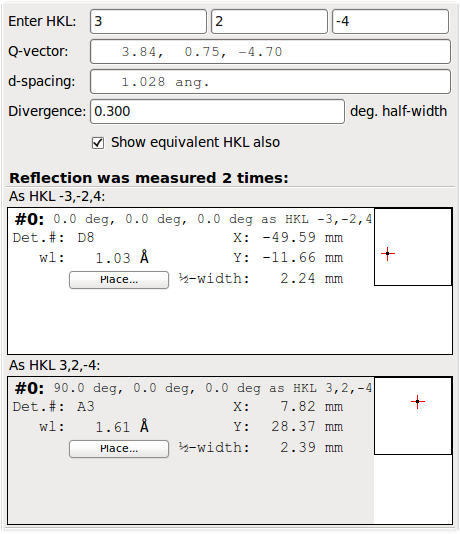 Enter HKL: 3 2 -4
Q-vector: 3.84, 0.75, -4.70
d-spacing: 1.028 ang.
Divergence: 0.300 deg. half-width
Show equivalent HKL also
Reflection was measured 2 times:
As HKL -3,-2,4:
#0: 0.0 deg, 0.0 deg, 0.0 deg as HKL -3,-2,4
Det.#: D8 X: -49.59 mm
wl: 1.03 Å Y: -11.66 mm
Place... ½-width: 2.24 mm
As HKL 3,2,-4:
#0: 90.0 deg, 0.0 deg, 0.0 deg as HKL 3,2,-4
Det.#: A3 X: 7.82 mm
wl: 1.61 Å Y: 28.37 mm
Place... ½-width: 2.39 mm